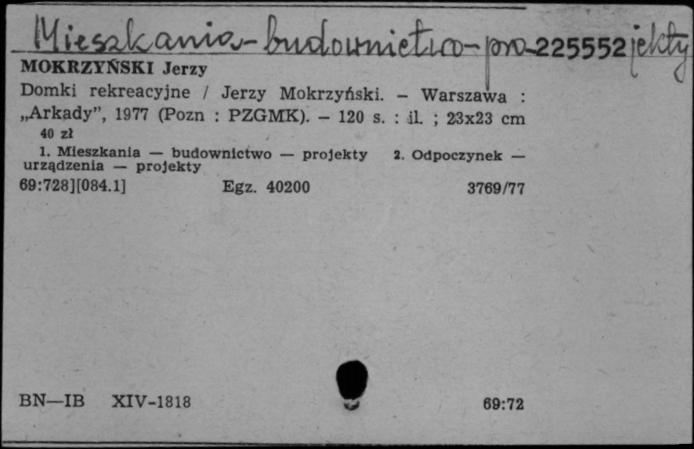 Mieszkania-budownictwo-pro-225552jekty
MOKRZYŃSKI Jerzy
Domki rekreacyjne / Jerzy Mokrzyński. – Warszawa :
„Arkady”, 1977 (Pozn : PZGMK). – 120 s. : il. ; 23x23 cm
40 zł
1. Mieszkania — budownictwo — projekty 2. Odpoczynek —
urządzenia — projekty
69:728][084.1] Egz. 40200 3769/77
BN—IB XIV-1818 69:72